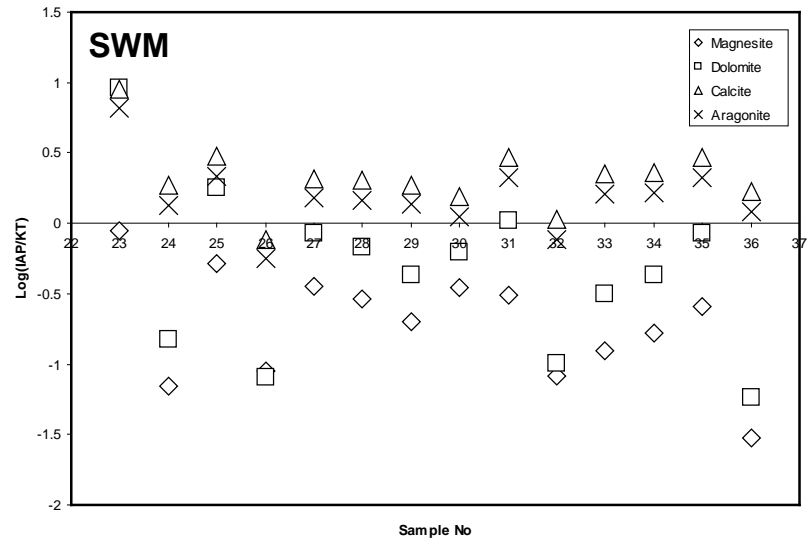 SWM
Magnesite
Dolomite
Calcite
Aragonite
1.5
1
0.5
0
-0.5
-1
-1.5
-2
22 23 24 25 26 27 28 29 30 31 32 33 34 35 36 37
Log(IAP/KT)
Sample No